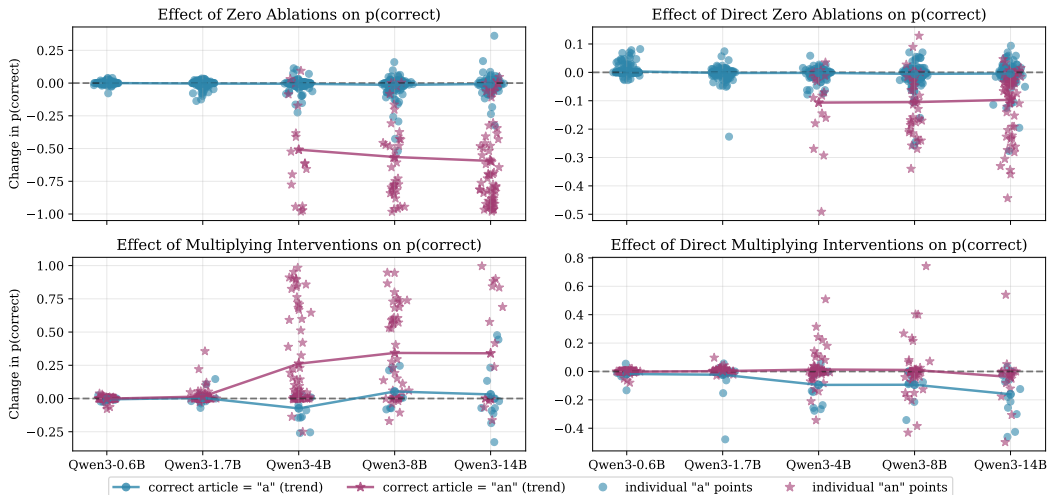 Effect of Zero Ablations on p(correct)
Effect of Direct Zero Ablations on p(correct)
Change in p(correct)
0.25
0.00
−0.25
−0.50
−0.75
−1.00
0.1
0.0
−0.1
−0.2
−0.3
−0.4
−0.5
Effect of Multiplying Interventions on p(correct)
Effect of Direct Multiplying Interventions on p(correct)
Change in p(correct)
1.00
0.75
0.50
0.25
0.00
−0.25
0.8
0.6
0.4
0.2
0.0
−0.2
−0.4
Qwen3-0.6B Qwen3-1.7B Qwen3-4B Qwen3-8B Qwen3-14B
Qwen3-0.6B Qwen3-1.7B Qwen3-4B Qwen3-8B Qwen3-14B
correct article = "a" (trend) correct article = "an" (trend) individual "a" points individual "an" points